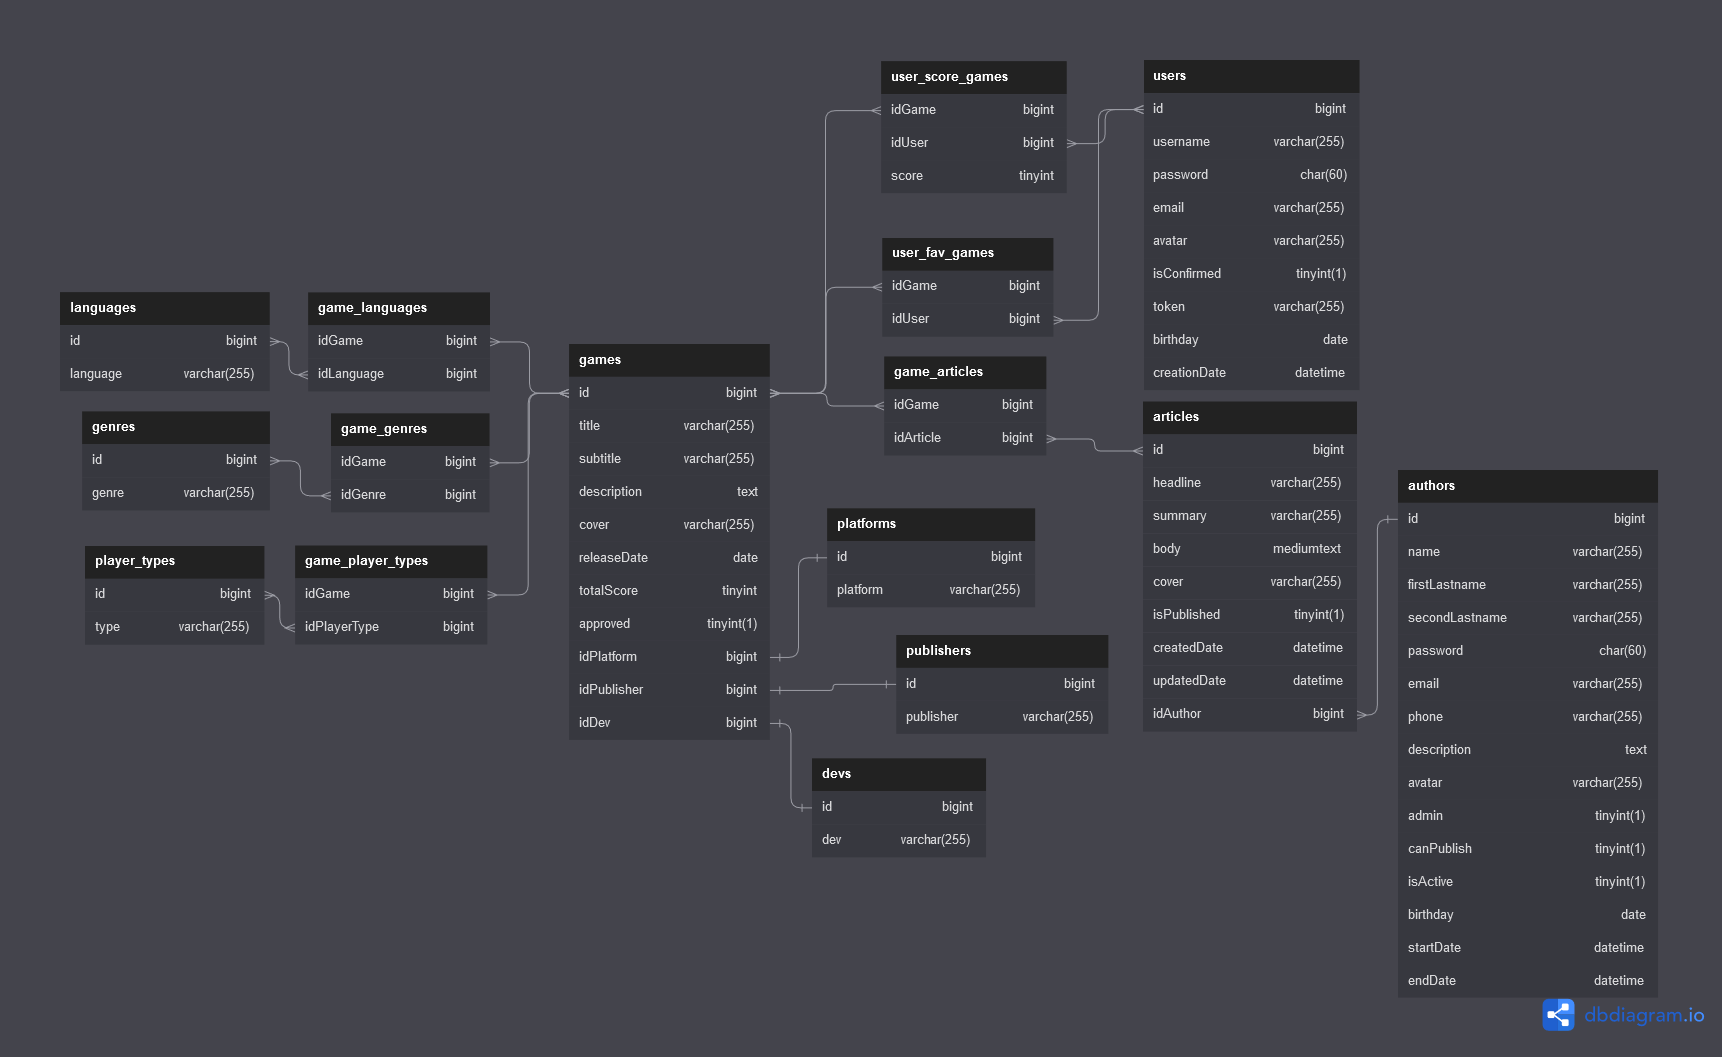 user_score_games
idGame bigint
idUser bigint
score tinyint
users
id bigint
username varchar(255)
password char(60)
email varchar(255)
avatar varchar(255)
isConfirmed tinyint(1)
token varchar(255)
birthday date
creationDate datetime
user_fav_games
idGame bigint
idUser bigint
languages
id bigint
language varchar(255)
game_languages
idGame bigint
idLanguage bigint
games
id bigint
title varchar(255)
subtitle varchar(255)
description text
cover varchar(255)
releaseDate date
totalScore tinyint
approved tinyint(1)
idPlatform bigint
idPublisher bigint
idDev bigint
game_articles
idGame bigint
idArticle bigint
articles
id bigint
headline varchar(255)
summary varchar(255)
body mediumtext
cover varchar(255)
isPublished tinyint(1)
createdDate datetime
updatedDate datetime
idAuthor bigint
genres
id bigint
genre varchar(255)
game_genres
idGame bigint
idGenre bigint
authors
id bigint
name varchar(255)
firstLastname varchar(255)
secondLastname varchar(255)
password char(60)
email varchar(255)
phone varchar(255)
description text
avatar varchar(255)
admin tinyint(1)
canPublish tinyint(1)
isActive tinyint(1)
birthday date
startDate datetime
endDate datetime
platforms
id bigint
platform varchar(255)
player_types
id bigint
type varchar(255)
game_player_types
idGame bigint
idPlayerType bigint
publishers
id bigint
publisher varchar(255)
devs
id bigint
dev varchar(255)
dbdiagram.io